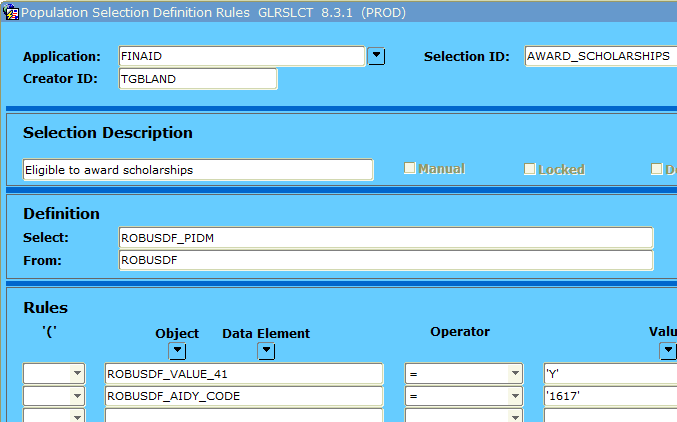 Population Selection Definition Rules GLRSLCT 8.3.1 (PROD)
Application: FINAID Selection ID: AWARD_SCHOLARSHIPS
Creator ID: TGBLAND
Selection Description
Eligible to award scholarships Manual Locked
Definition
Select: ROBUSDF_PIDM
From: ROBUSDF
Rules
'(' Object Data Element Operator Valu
ROBUSDF_VALUE_41 = 'Y'
ROBUSDF_AIDY_CODE = '1617'